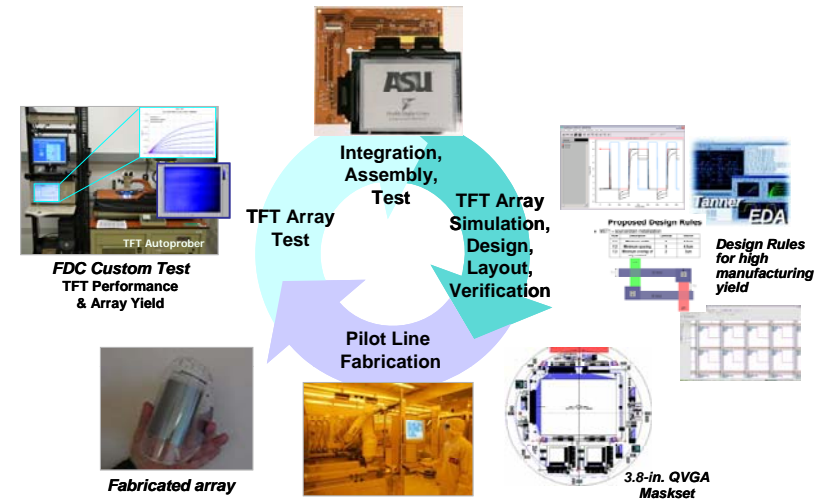 ASU
Integration,
Assembly,
Test
TFT Array
Test
TFT Array
Simulation,
Design,
Layout,
Verification
Pilot Line
Fabrication
TFT Autoprober
FDC Custom Test
TFT Performance
& Array Yield
Tanner
EDA
Proposed Design Rules
Design Rules
for high
manufacturing
yield
Fabricated array
3.8-in. QVGA
Maskset